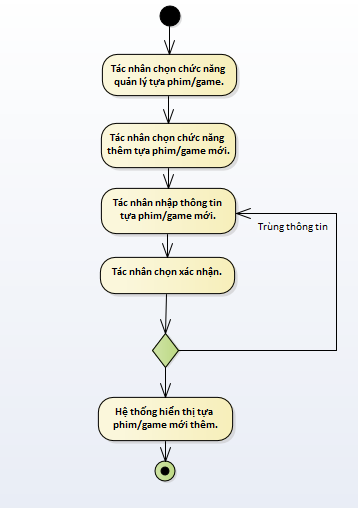 Tác nhân chọn chức năng
quản lý tựa phim/game.
Tác nhân chọn chức năng
thêm tựa phim/game mới.
Tác nhân nhập thông tin
tựa phim/game mới.
Trùng thông tin
Tác nhân chọn xác nhận.
Hệ thống hiển thị tựa
phim/game mới thêm.